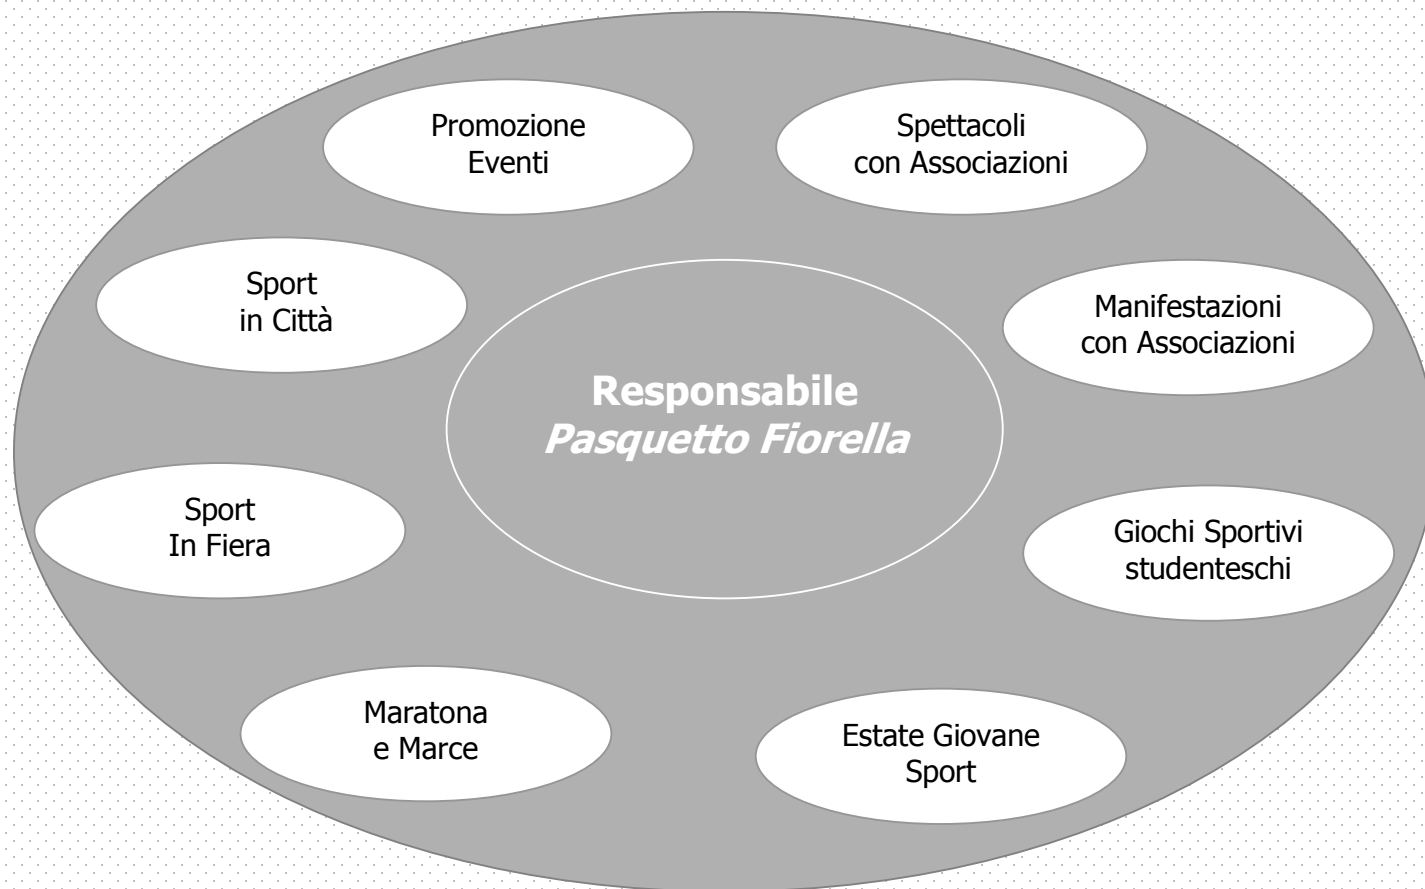 Promozione
Eventi
Spettacoli
con Associazioni
Sport
in Città
Manifestazioni
con Associazioni
Responsabile
Pasquetto Fiorella
Sport
In Fiera
Giochi Sportivi
studenteschi
Maratona
e Marce
Estate Giovane
Sport